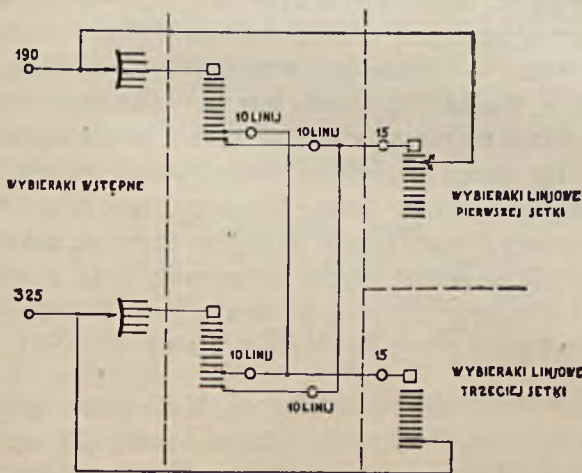 190
10 LINIJ
10 LINIJ
15
WYBIERAKI WSTĘPNE
WYBIERAKI LINJOWE
PIERWSZEJ SETKI
325
10 LINIJ
15
10 LINIJ
WYBIERAKI LINJOWE
TRZECIEJ SETKI